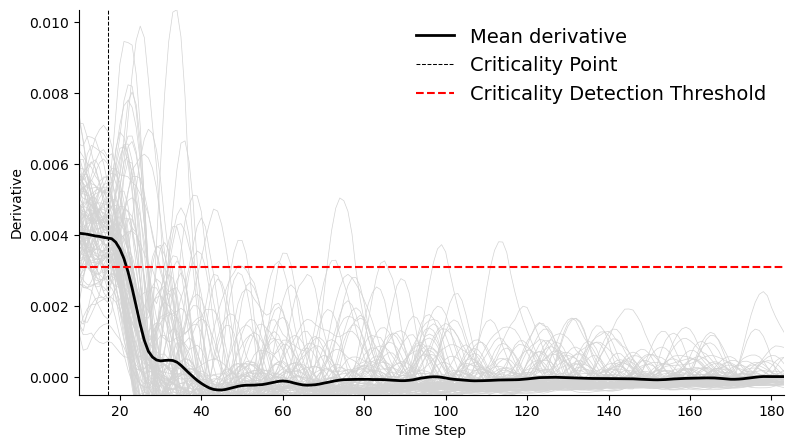 0.010
0.008
0.006
0.004
0.002
0.000
Derivative
Mean derivative
Criticality Point
Criticality Detection Threshold
20 40 60 80 100 120 140 160 180
Time Step